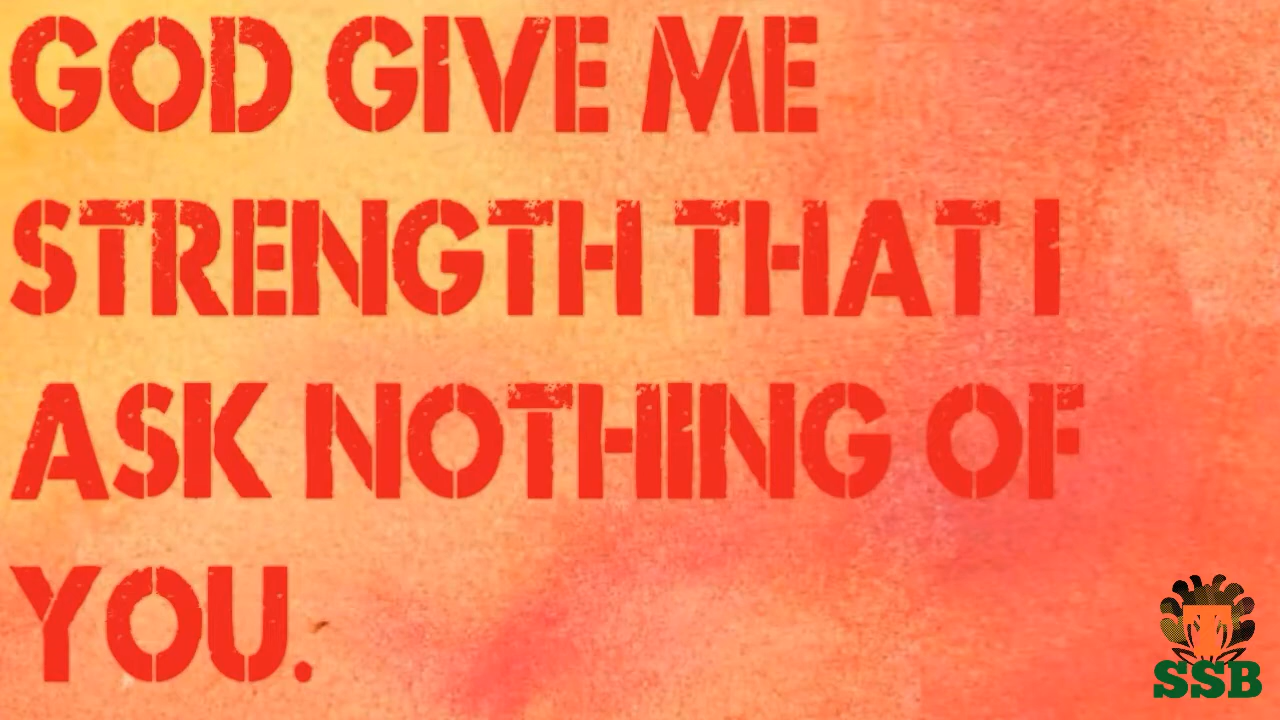 GOD GIVE ME
STRENGTH THAT I
ASK NOTHING OF
YOU.
SSB